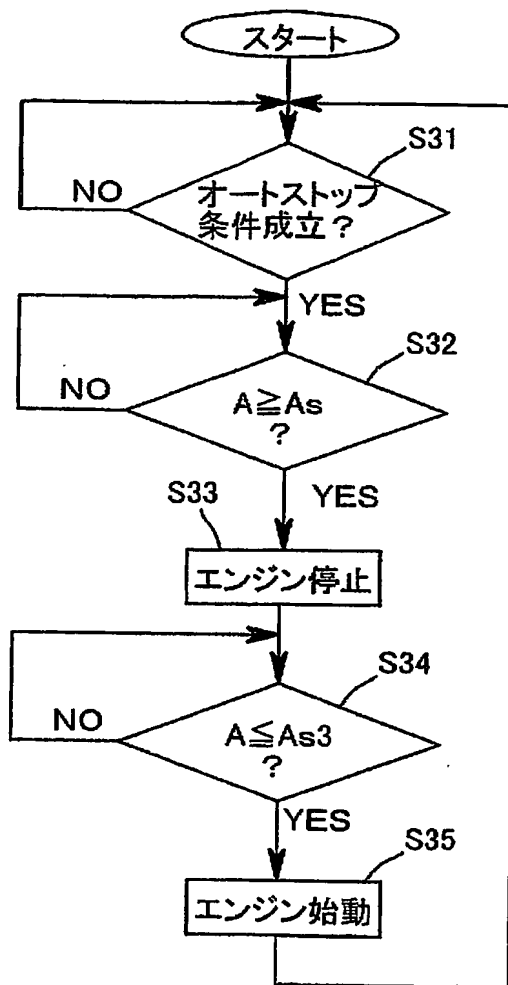 スタート
S31
NO
オートストップ
条件成立?
YES
S32
NO
A≧As
?
YES
S33
エンジン停止
S34
NO
A≦As3
?
YES
S35
エンジン始動